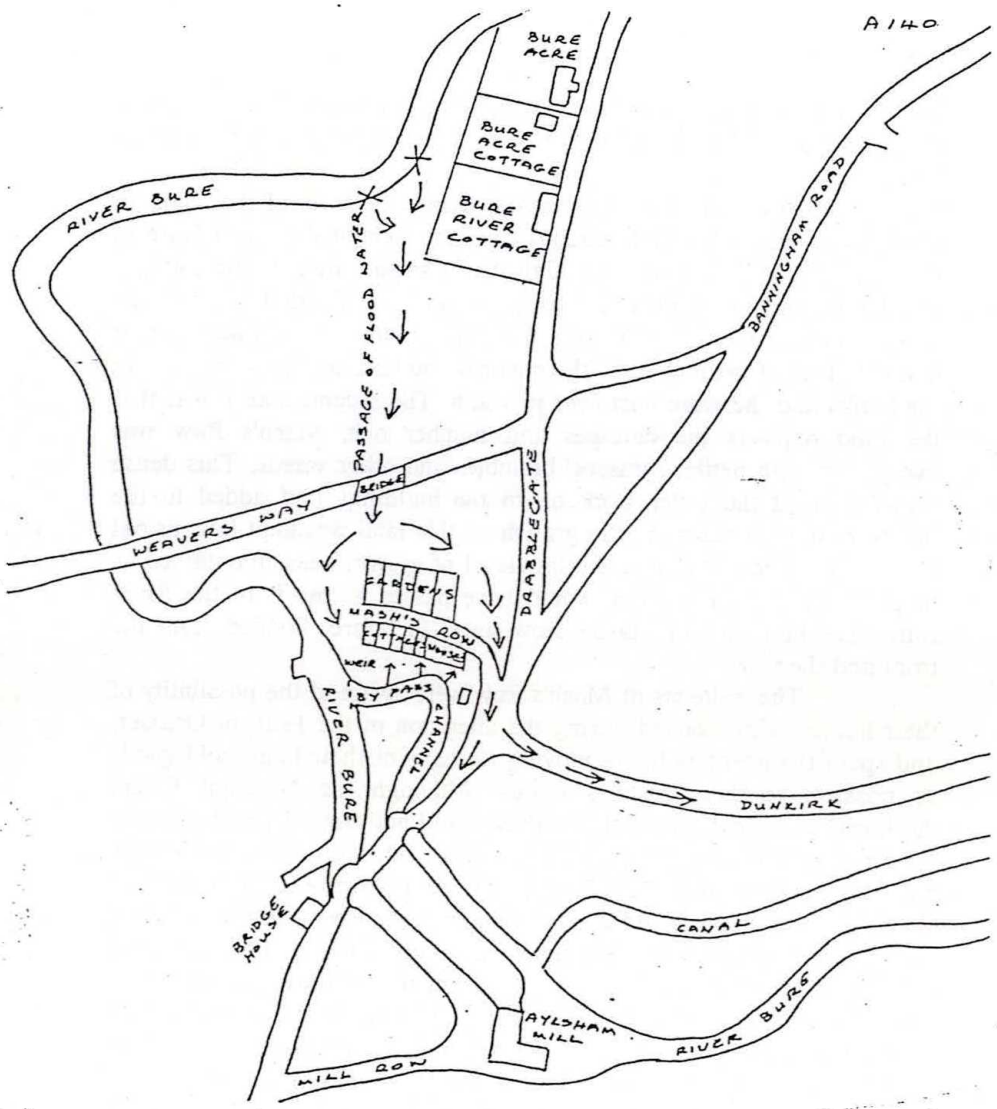 A140
BURE
ACRE
BURE
ACRE
COTTAGE
BURE
RIVER
COTTAGE
RIVER BURE
BANNINGHAM ROAD
PASSAGE OF FLOOD WATER
BRIDGE
WEAVERS WAY
DRABBLEGATE
GARDENS
MASH'S ROW
COTTAGES
WEIR
BY PASS CHANNEL
RIVER BURE
DUNKIRK
BRIDGE
HOUSE
CANAL
AYLSHAM
MILL
RIVER BURE
MILL ROW